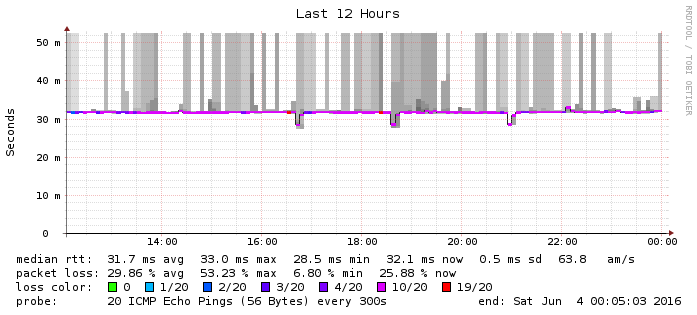 Last 12 Hours
RRDTOOL / TOBI OETIKER
Seconds
50 m
40 m
30 m
20 m
10 m
0
14:00 16:00 18:00 20:00 22:00 00:00
median rtt: 31.7 ms avg 33.0 ms max 28.5 ms min 32.1 ms now 0.5 ms sd 63.8 am/s
packet loss: 29.86 % avg 53.23 % max 6.80 % min 25.88 % now
loss color: 0 1/20 2/20 3/20 4/20 10/20 19/20
probe: 20 ICMP Echo Pings (56 Bytes) every 300s end: Sat Jun 4 00:05:03 2016